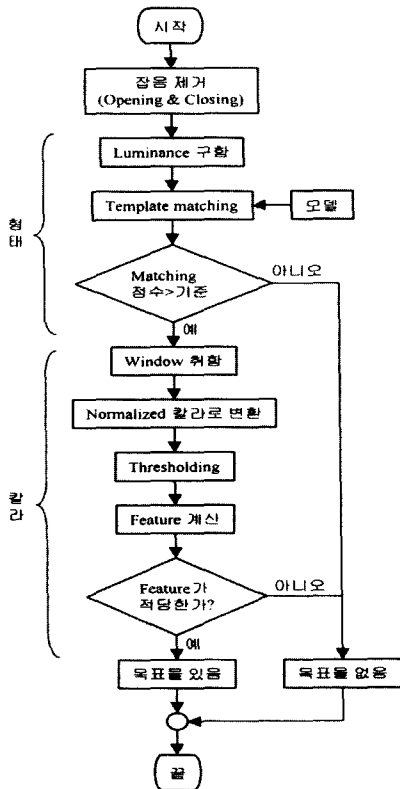 시작
잡음 제거
(Opening & Closing)
Luminance 구함
Template matching
모델
형태
Matching
점수>기준
아니오
예
Window 취함
Normalized 칼라로 변환
Thresholding
칼라
Feature 계산
Feature가
적당한가?
아니오
예
목표물 있음
목표물 없음
끝